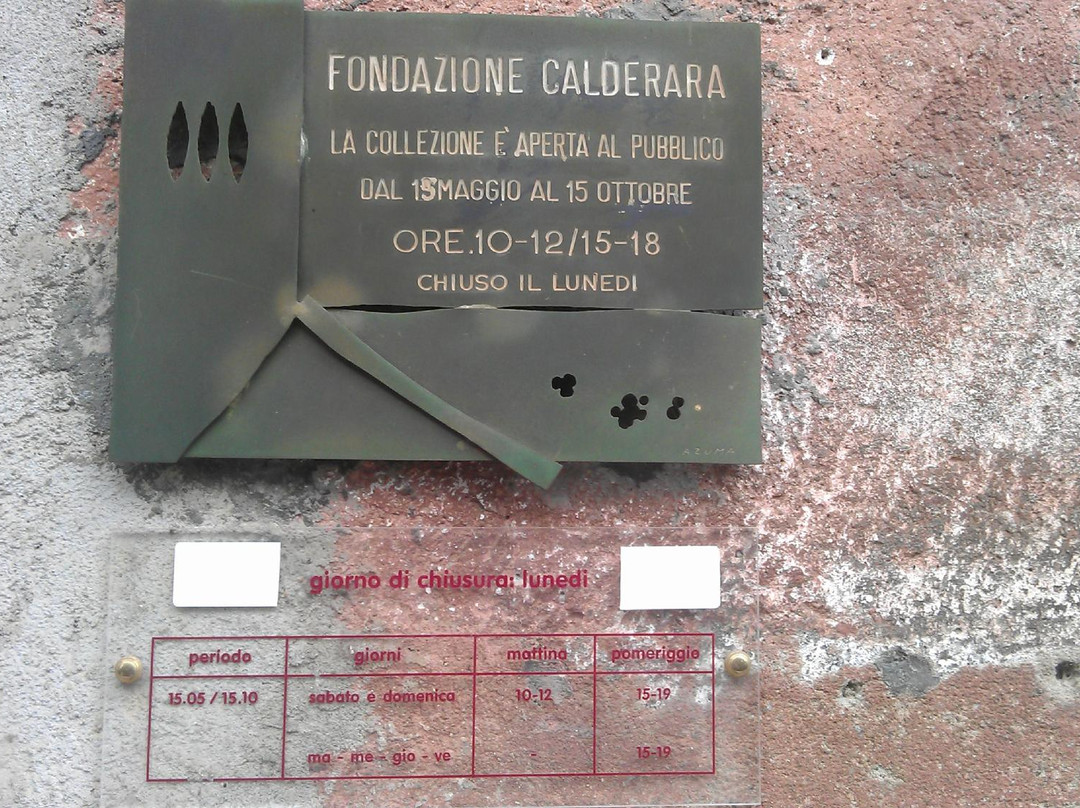 FONDAZIONE CALDERARA
LA COLLEZIONE È APERTA AL PUBBLICO
DAL 15 MAGGIO AL 15 OTTOBRE
ORE.10-12/15-18
CHIUSO IL LUNEDI
AZUMA
giorno di chiusura: lunedi
periodo giorni mattina pomeriggio
15.05 / 15.10 sabato e domenica 10-12 15-19
ma - me - gio - ve - 15-19